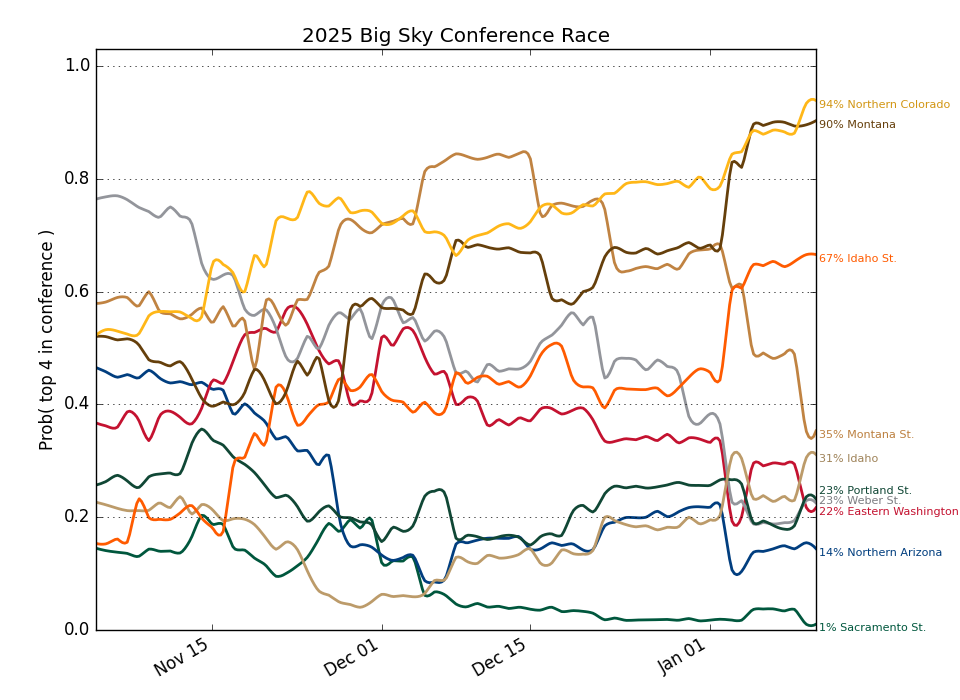 2025 Big Sky Conference Race
Prob( top 4 in conference )
1.0
0.8
0.6
0.4
0.2
0.0
Nov 15
Dec 01
Dec 15
Jan 01
94% Northern Colorado
90% Montana
67% Idaho St.
35% Montana St.
31% Idaho
23% Portland St.
23% Weber St.
22% Eastern Washington
14% Northern Arizona
1% Sacramento St.